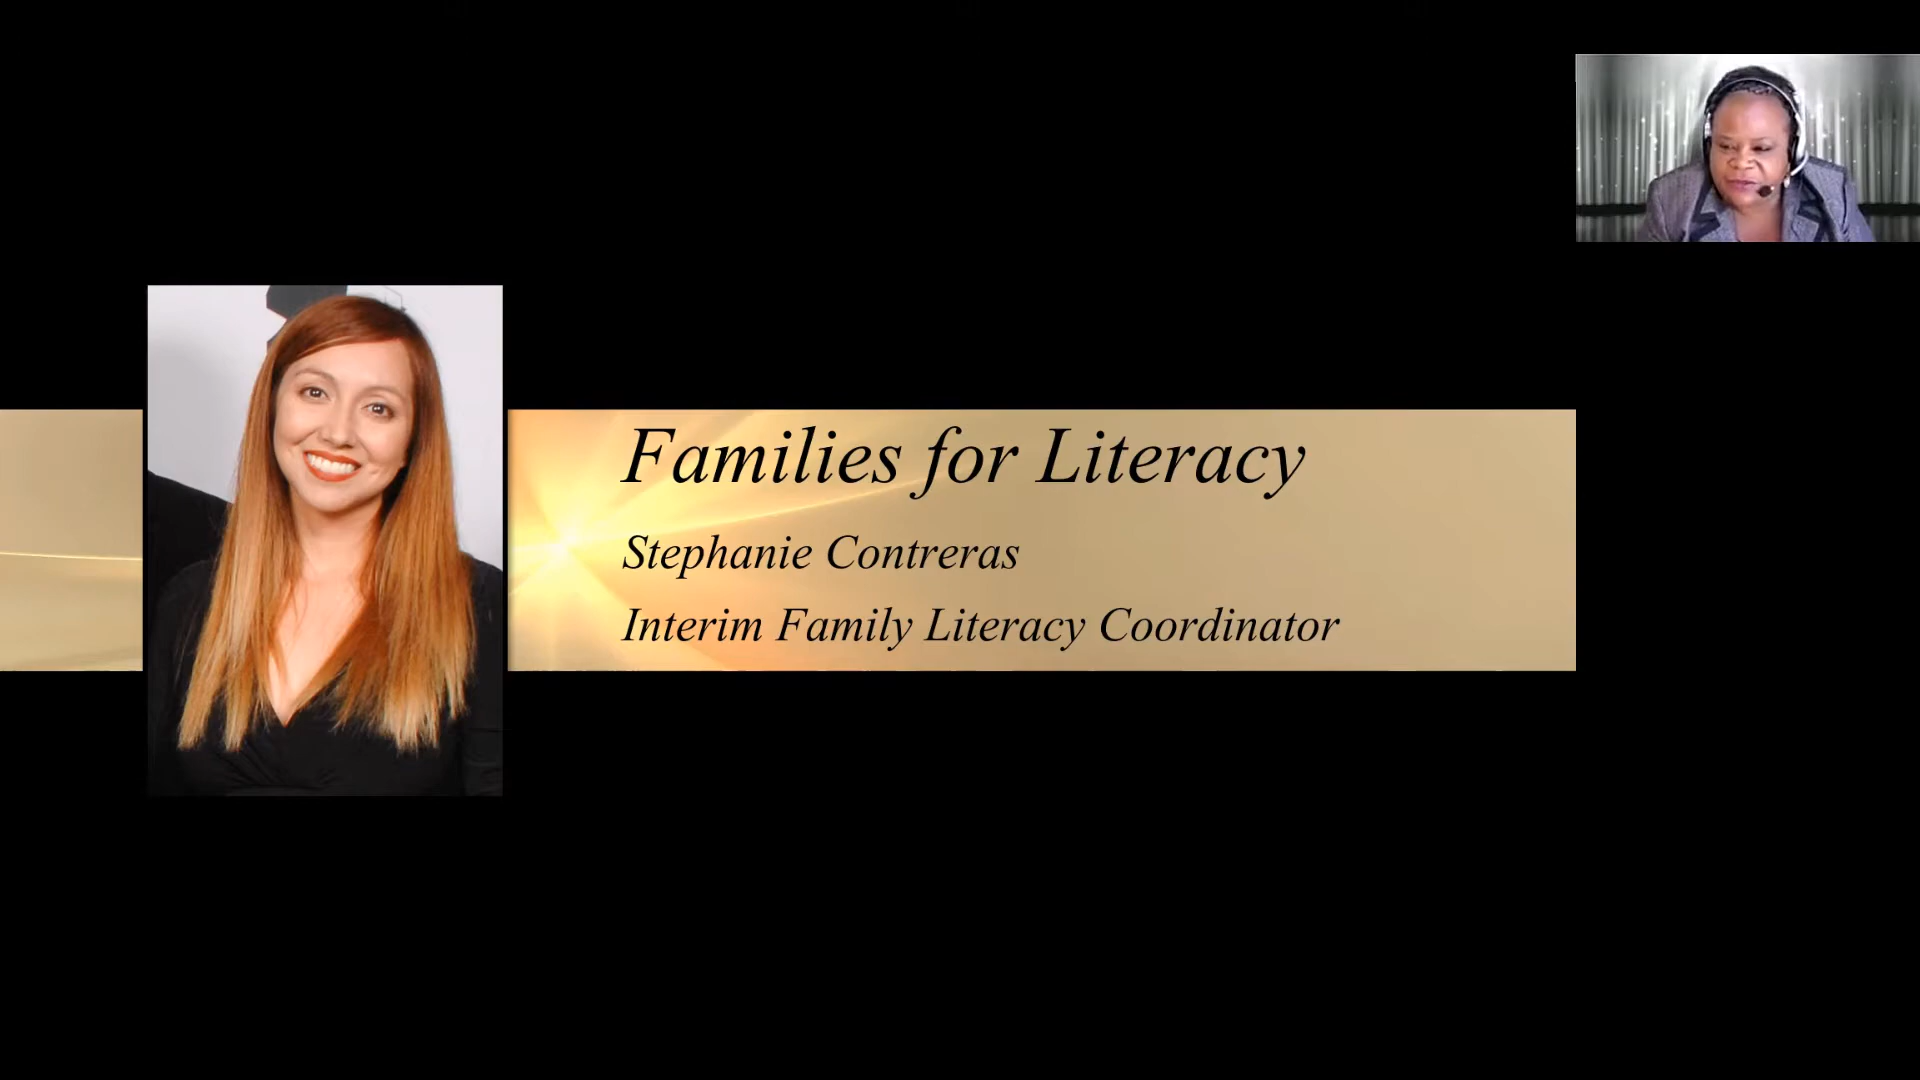 Families for Literacy
Stephanie Contreras
Interim Family Literacy Coordinator